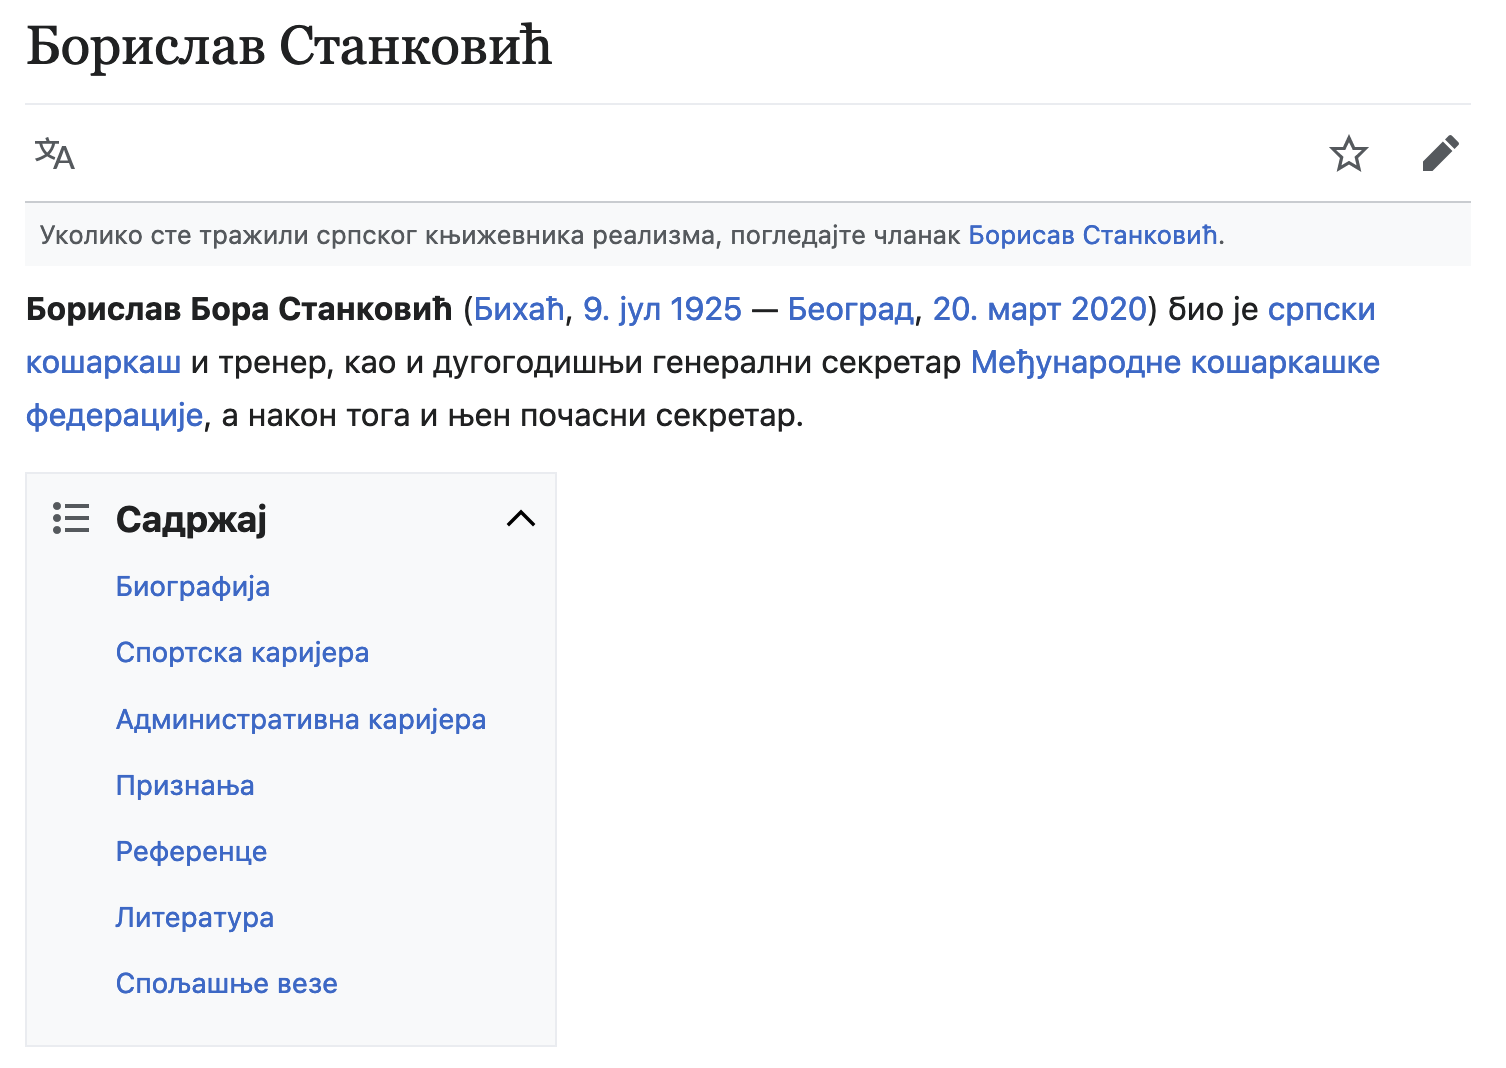 Борислав Станковић
Уколико сте тражили српског књижевника реализма, погледајте чланак Борисав Станковић.
Борислав Бора Станковић (Бихаћ, 9. јул 1925 — Београд, 20. март 2020) био је српски
кошаркаш и тренер, као и дугогодишњи генерални секретар Међународне кошаркашке
федерације, а након тога и њен почасни секретар.
Садржај
Биографија
Спортска каријера
Административна каријера
Признања
Референце
Литература
Спољашње везе